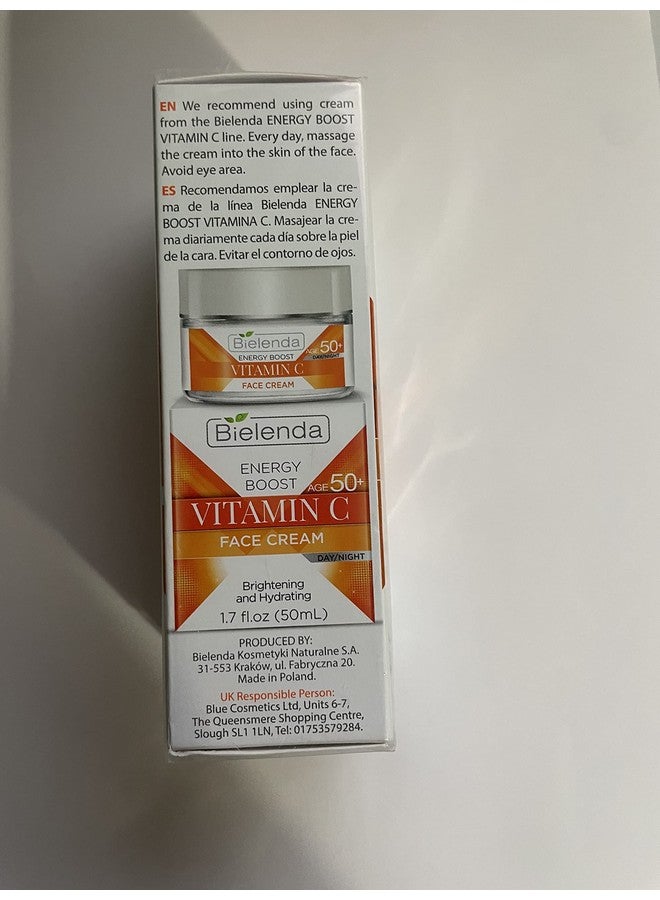 EN We recommend using cream
from the Bielenda ENERGY BOOST
VITAMIN C line. Every day, massage
the cream into the skin of the face.
Avoid eye area.
ES Recomendamos emplear la cre-
ma de la línea Bielenda ENERGY
BOOST VITAMINA C. Masajear la cre-
ma diariamente cada día sobre la piel
de la cara. Evitar el contorno de ojos.
Bielenda
ENERGY BOOST
AGE 50+
DAY/NIGHT
VITAMIN C
FACE CREAM
Bielenda
ENERGY
BOOST
AGE 50+
VITAMIN C
FACE CREAM
DAY/NIGHT
Brightening
and Hydrating
1.7 fl.oz (50mL)
PRODUCED BY:
Bielenda Kosmetyki Naturalne S.A.
31-553 Kraków, ul. Fabryczna 20.
Made in Poland.
UK Responsible Person:
Blue Cosmetics Ltd, Units 6-7,
The Queensmere Shopping Centre,
Slough SL1 1LN, Tel: 01753579284.